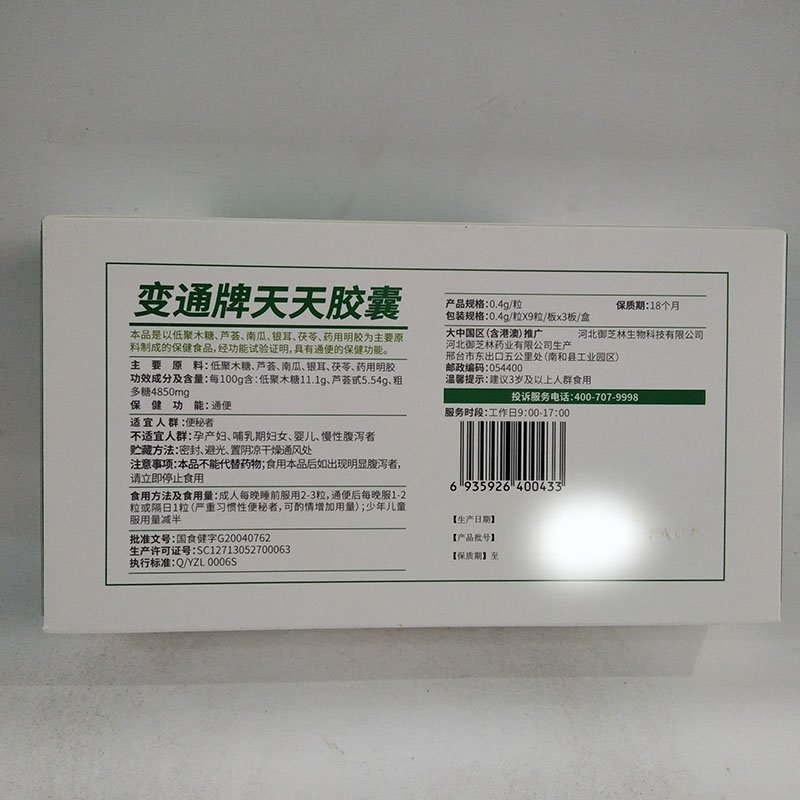 变通牌天天胶囊
本品是以低聚木糖、芦荟、南瓜、银耳、茯苓、药用明胶为主要原
料制成的保健食品，经功能试验证明，具有通便的保健功能。
主 要 原 料：低聚木糖、芦荟、南瓜、银耳、茯苓、药用明胶
功效成分及含量：每100g含：低聚木糖11.1g、芦荟甙5.54g、粗
多糖4850mg
保 健 功 能：通便
适宜人群：便秘者
不适宜人群：孕产妇、哺乳期妇女、婴儿、慢性腹泻者
贮藏方法：密封、避光、置阴凉干燥通风处
注意事项：本品不能代替药物；食用本品后如出现明显腹泻者，
请立即停止食用
食用方法及食用量：成人每晚睡前服用2-3粒，通便后每晚服1-2
粒或隔日1粒（严重习惯性便秘者，可酌情增加用量）；少年儿童
服用量减半
批准文号：国食健字G20040762
生产许可证号：SC12713052700063
执行标准：Q/YZL 0006S
产品规格：0.4g/粒 保质期：18个月
包装规格：0.4g/粒X9粒/板x3板/盒
大中国区（含港澳）推广 河北御芝林生物科技有限公司
河北御芝林药业有限公司生产
邢台市东出口五公里处（南和县工业园区）
邮政编码：054400
温馨提示：建议3岁及以上人群食用
投诉服务电话：400-707-9998
服务时段：工作日9：00-17：00
6 935926 400433
【生产日期】
【产品批号】
【保质期】至